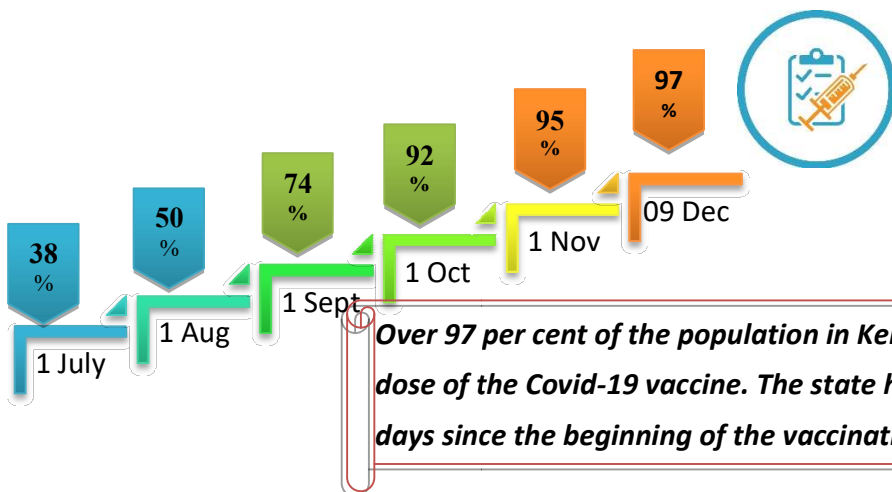 97
%
95
%
92
%
74
%
50
%
38
%
09 Dec
1 Nov
1 Oct
1 Sept
1 Aug
1 July
Over 97 per cent of the population in
dose of the Covid-19 vaccine. The state
days since the beginning of the